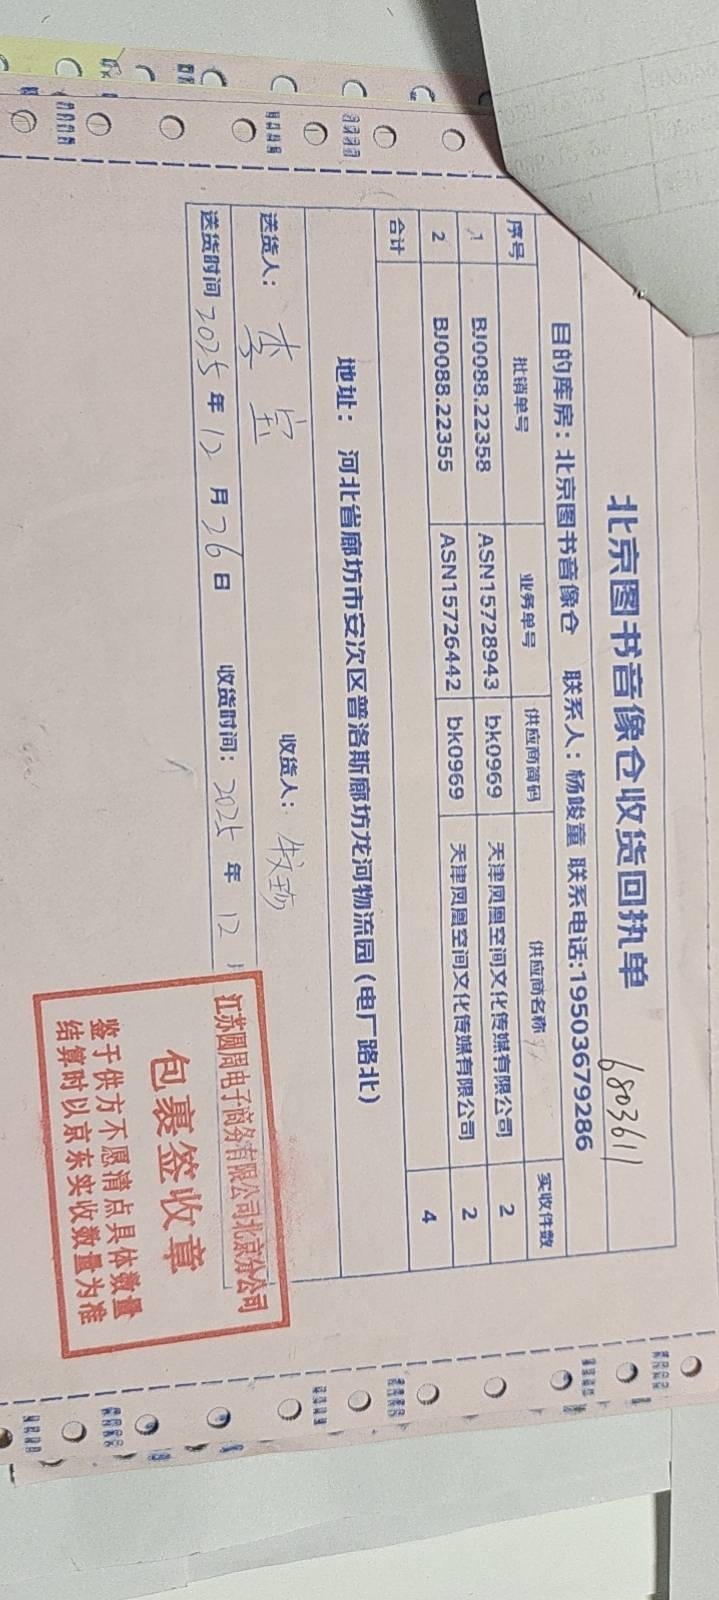 北京图书音像仓收货回执单
6803611
目的库房：北京图书音像仓 联系人：杨峻童 联系电话:19503679286
序号 批销单号 业务单号 供应商简码 供应商名称 实收件数
1 BJ0088.22358 ASN15728943 bk0969 天津凤凰空间文化传媒有限公司 2
2 BJ0088.22355 ASN15726442 bk0969 天津凤凰空间文化传媒有限公司 2
合计 4
地址： 河北省廊坊市安次区普洛斯廊坊龙河物流园（电厂路北）
送货人： 李宝 收货人：
送货时间 2025 年 12 月 26 日 收货时间： 2025 年 12
江苏圆周电子商务有限公司北京分公司
包裹签收章
鉴于供方不愿清点具体数量
结算时以京东实收数量为准